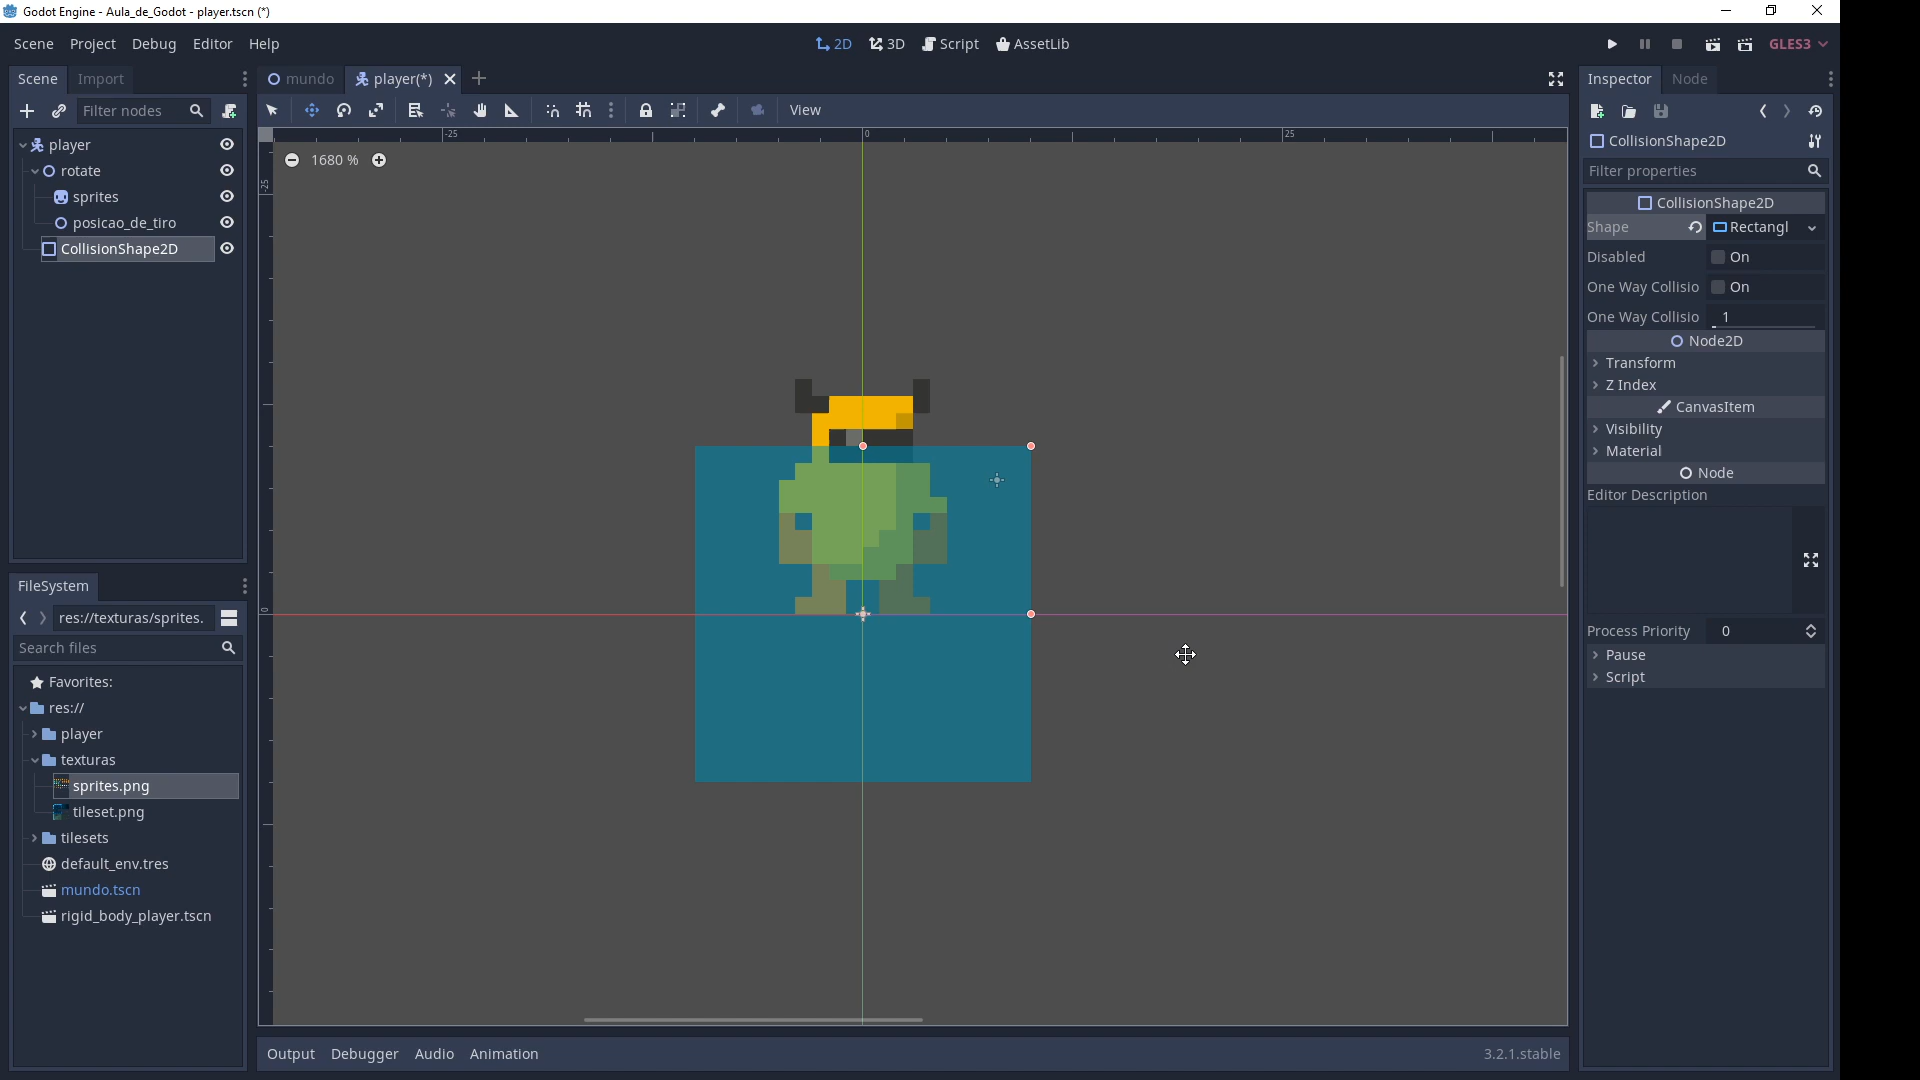 Godot Engine - Aula_de_Godot - player.tscn (*)
Scene Project Debug Editor Help
2D 3D Script AssetLib
GLES3
Scene Import
Filter nodes
player
rotate
sprites
posicao_de_tiro
CollisionShape2D
FileSystem
res://texturas/sprites.
Search files
Favorites:
res://
player
texturas
sprites.png
tileset.png
tilesets
default_env.tres
mundo.tscn
rigid_body_player.tscn
mundo player(*)
View
-25 0 25
1680 %
-25
0
Output Debugger Audio Animation
3.2.1.stable
Inspector Node
CollisionShape2D
Filter properties
CollisionShape2D
Shape Rectangl
Disabled On
One Way Collisio On
One Way Collisio 1
Node2D
Transform
Z Index
CanvasItem
Visibility
Material
Node
Editor Description
Process Priority 0
Pause
Script